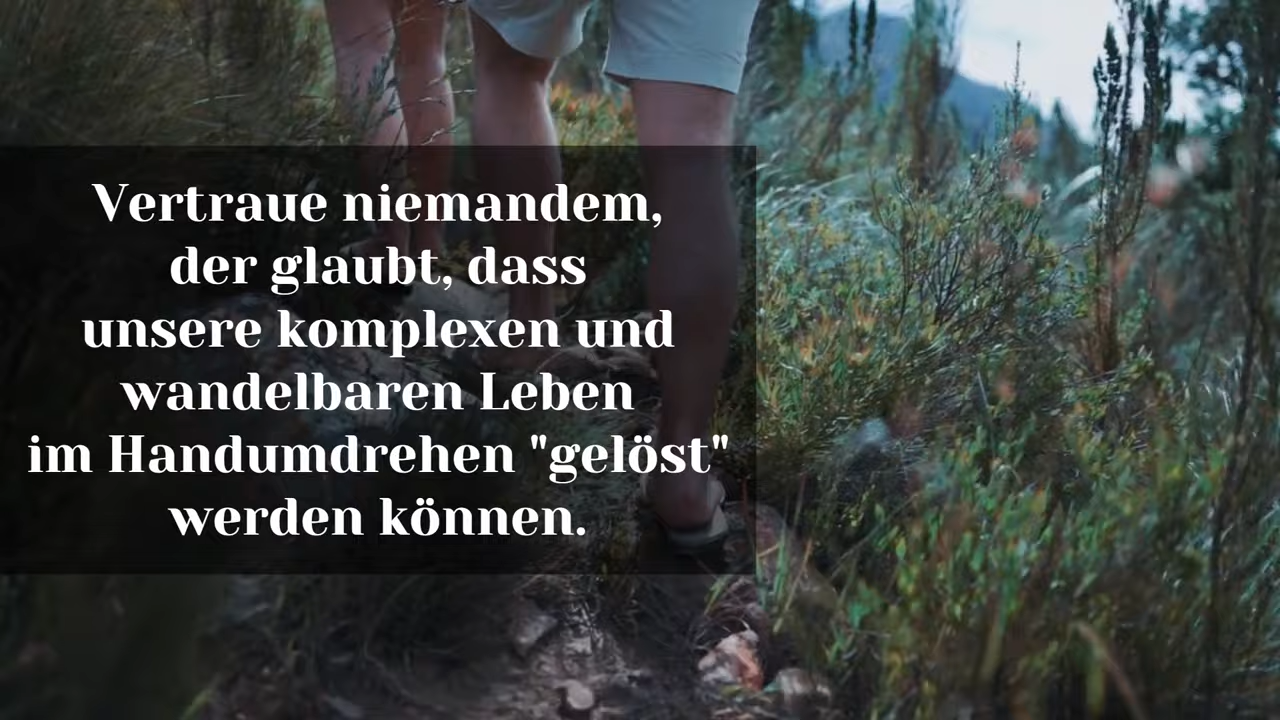 Vertraue niemandem,
der glaubt, dass
unsere komplexen und
wandelbaren Leben
im Handumdrehen "gelöst"
werden können.